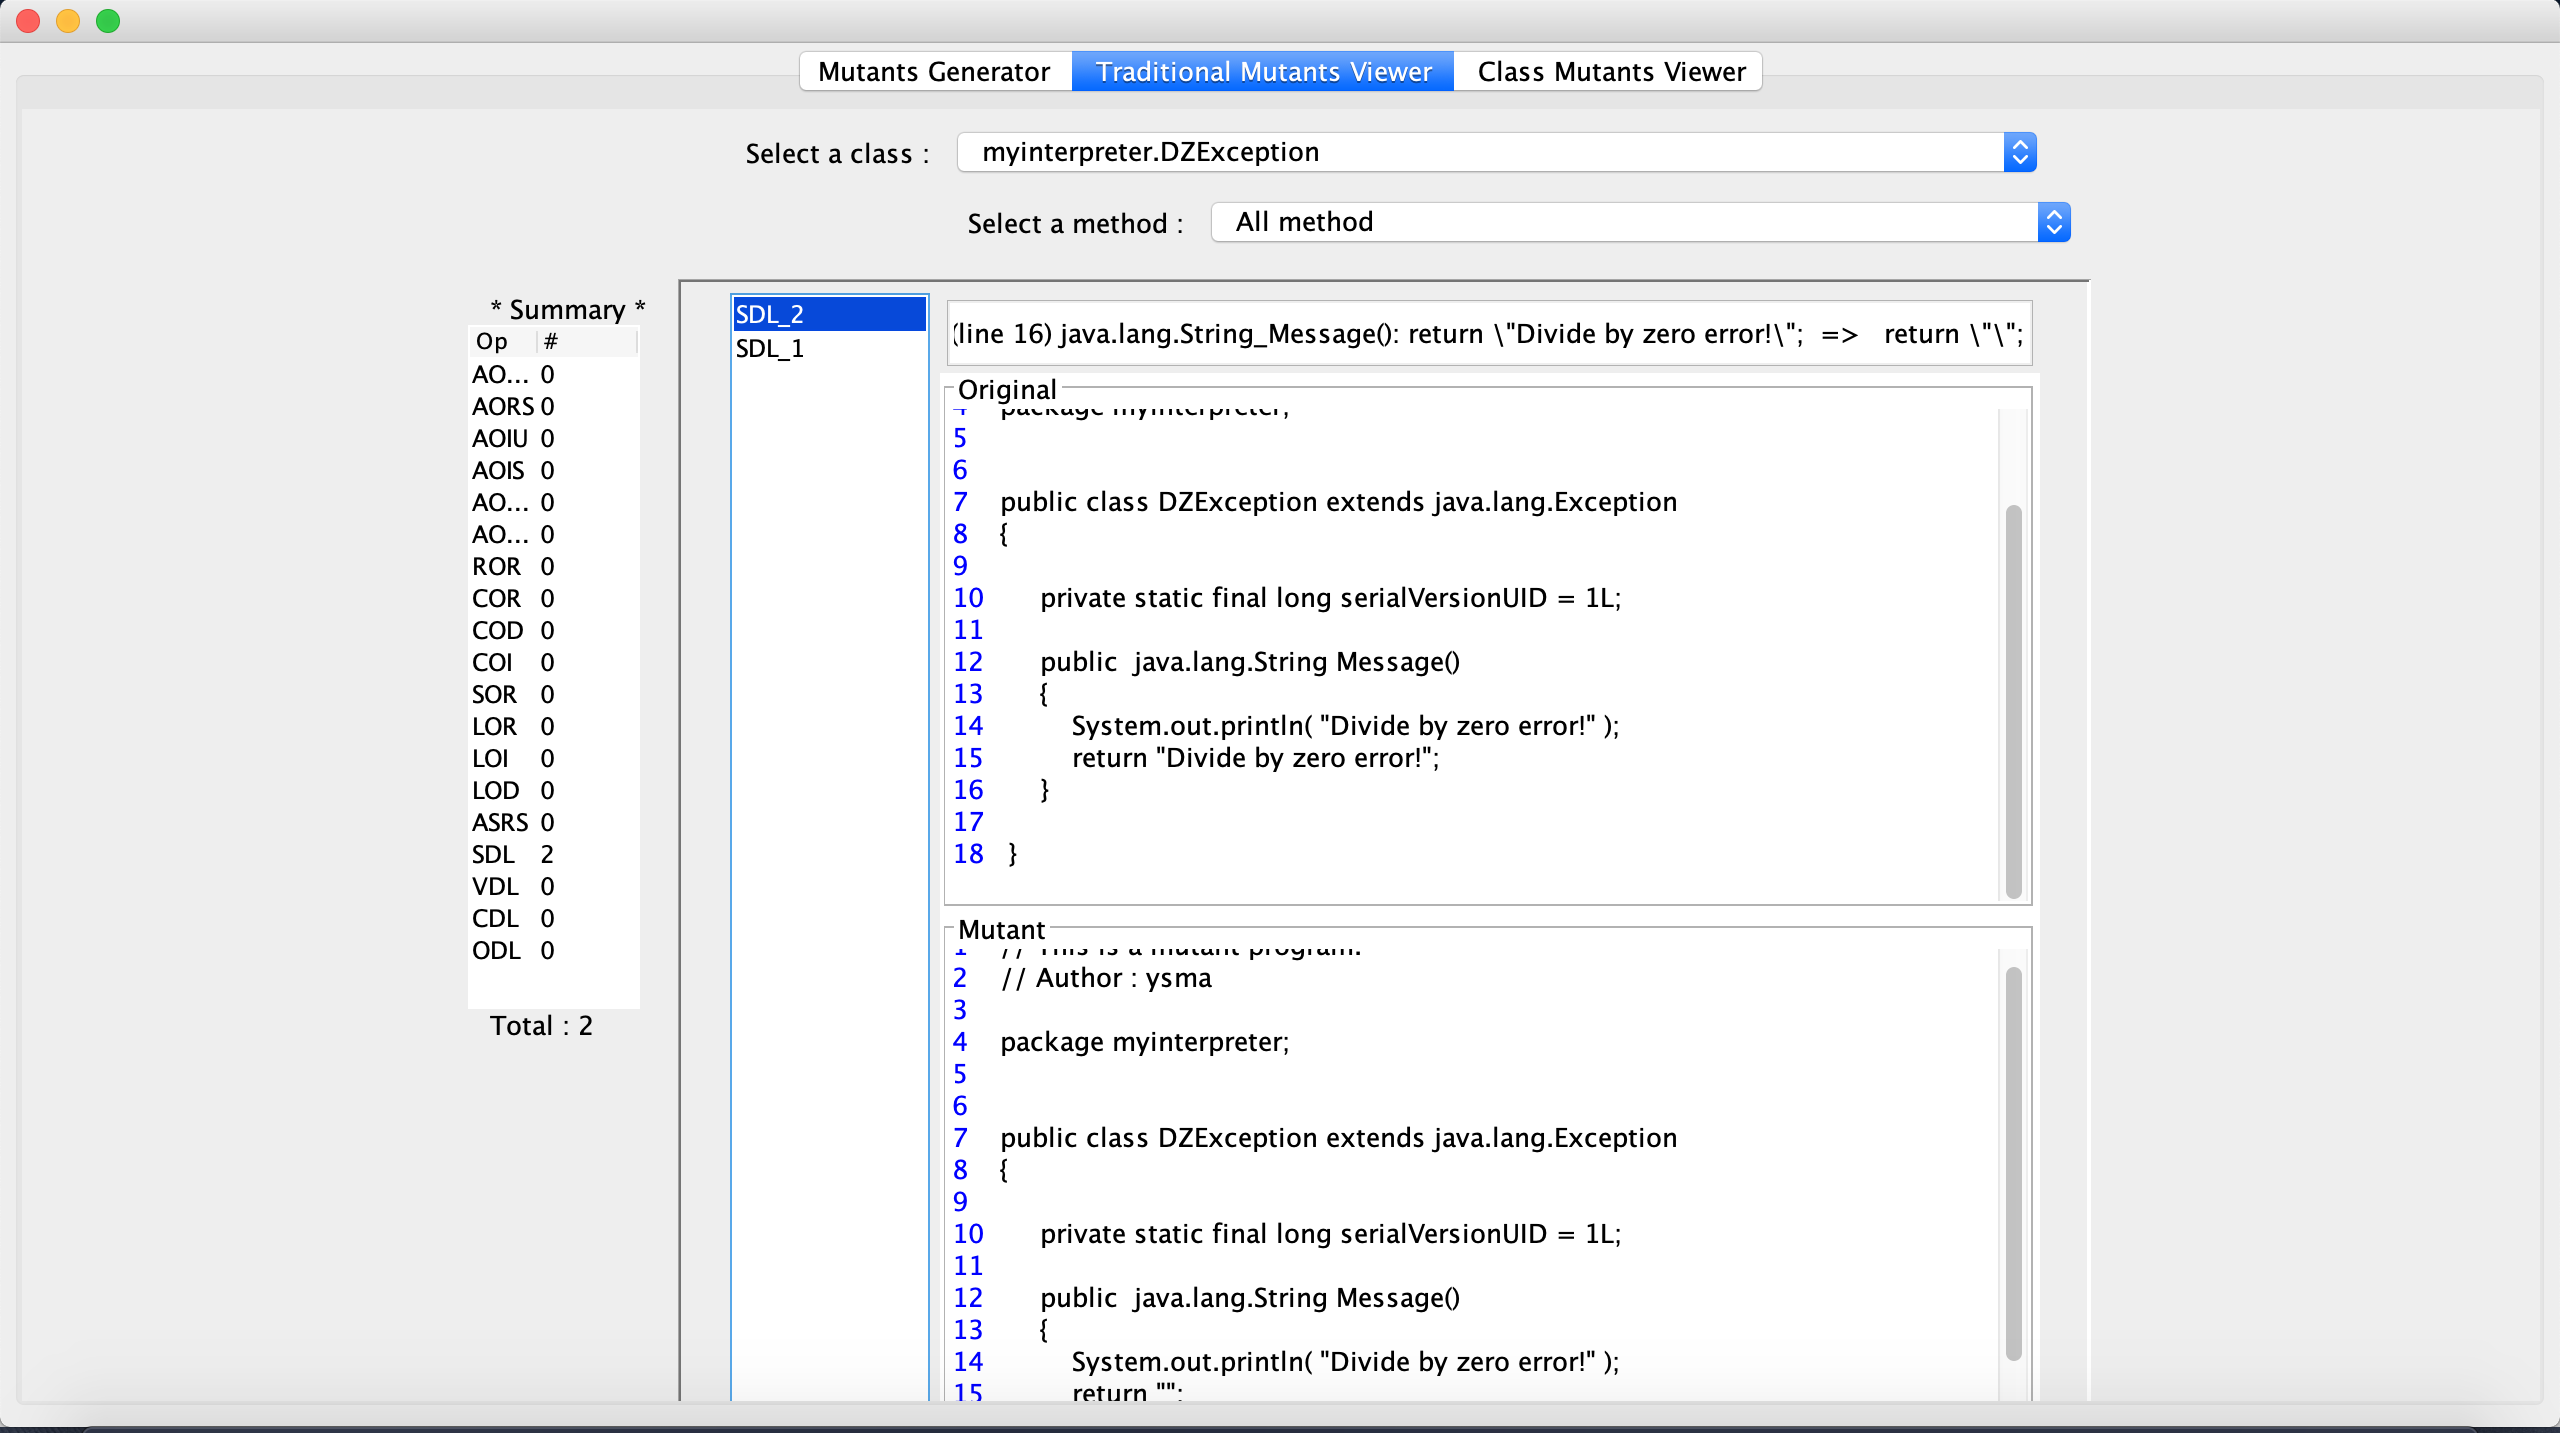 Mutants Generator Traditional Mutants Viewer Class Mutants Viewer
Select a class : myinterpreter.DZException
Select a method : All method
* Summary *
Op #
AO... 0
AORS 0
AOIU 0
AOIS 0
AO... 0
AO... 0
ROR 0
COR 0
COD 0
COI 0
SOR 0
LOR 0
LOI 0
LOD 0
ASRS 0
SDL 2
VDL 0
CDL 0
ODL 0
Total : 2
SDL_2
SDL_1
(line 16) java.lang.String_Message(): return \"Divide by zero error!\"; => return \"\";
Original
4 package myinterpreter;
5
6
7 public class DZException extends java.lang.Exception
8 {
9
10 private static final long serialVersionUID = 1L;
11
12 public java.lang.String Message()
13 {
14 System.out.println( "Divide by zero error!" );
15 return "Divide by zero error!";
16 }
17
18 }
Mutant
1 // This is a mutant program.
2 // Author : ysma
3
4 package myinterpreter;
5
6
7 public class DZException extends java.lang.Exception
8 {
9
10 private static final long serialVersionUID = 1L;
11
12 public java.lang.String Message()
13 {
14 System.out.println( "Divide by zero error!" );
15 return "";